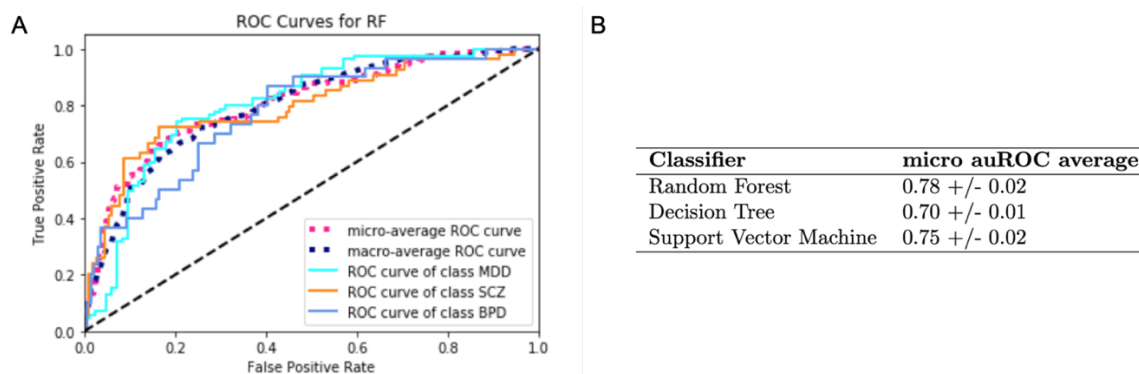 A
ROC Curves for RF
True Positive Rate
1.0
0.8
0.6
0.4
0.2
0.0
0.0 0.2 0.4 0.6 0.8 1.0
False Positive Rate
micro-average ROC curve
macro-average ROC curve
ROC curve of class MDD
ROC curve of class SCZ
ROC curve of class BPD
B
Classifier micro auROC average
Random Forest 0.78 +/- 0.02
Decision Tree 0.70 +/- 0.01
Support Vector Machine 0.75 +/- 0.02